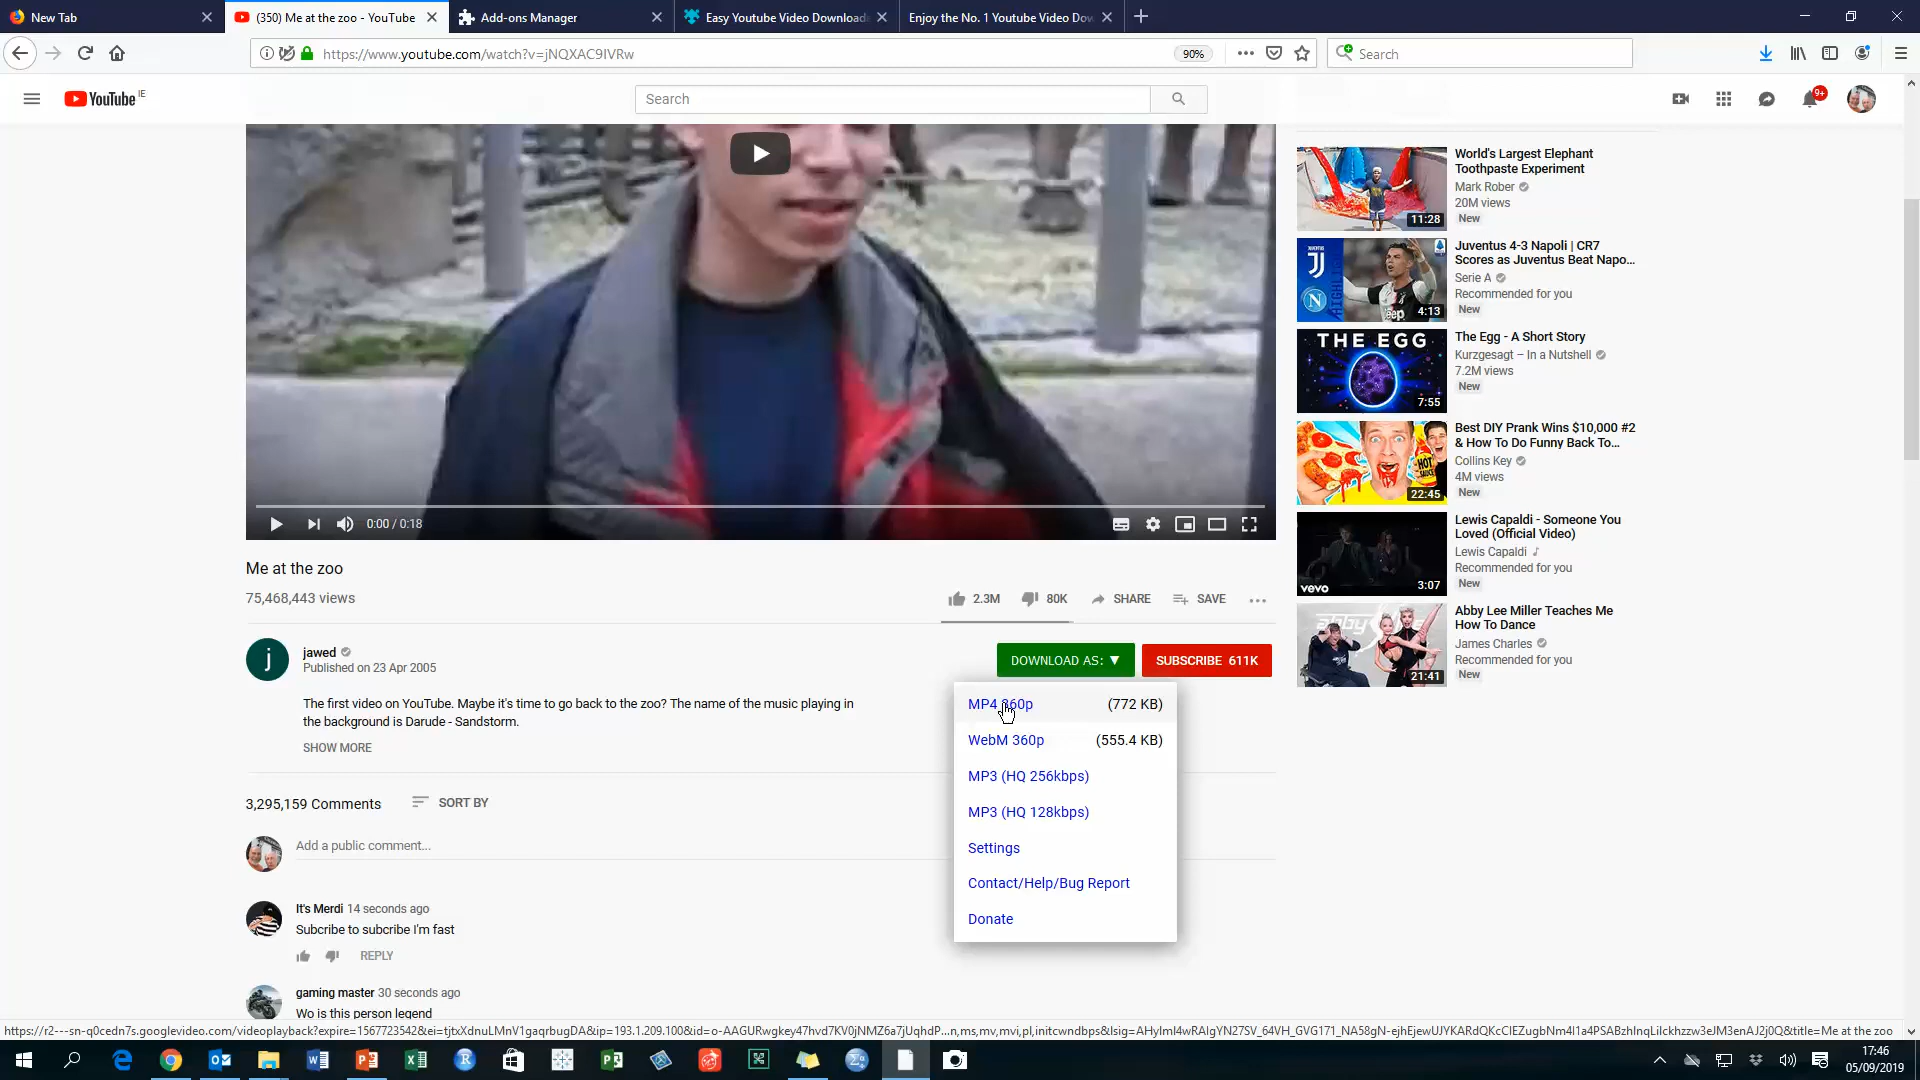 New Tab
(350) Me at the zoo - YouTube
Add-ons Manager
Easy Youtube Video Download
Enjoy the No. 1 Youtube Video Dow
https://www.youtube.com/watch?v=jNQXAC9IVRw
90%
Search
YouTube IE
Search
9+
World's Largest Elephant
Toothpaste Experiment
Mark Rober
20M views
New
11:28
Juventus 4-3 Napoli | CR7
Scores as Juventus Beat Napo...
Serie A
Recommended for you
New
4:13
THE EGG
The Egg - A Short Story
Kurzgesagt – In a Nutshell
7.2M views
New
7:55
Best DIY Prank Wins $10,000 #2
& How To Do Funny Back To...
Collins Key
4M views
New
HOT
22:45
Lewis Capaldi - Someone You
Loved (Official Video)
Lewis Capaldi
Recommended for you
New
vevo
3:07
Abby Lee Miller Teaches Me
How To Dance
James Charles
Recommended for you
New
21:41
0:00 / 0:18
Me at the zoo
75,468,443 views
2.3M
80K
SHARE
SAVE
j
jawed
Published on 23 Apr 2005
DOWNLOAD AS: ▼
SUBSCRIBE 611K
The first video on YouTube. Maybe it's time to go back to the zoo? The name of the music playing in
the background is Darude - Sandstorm.
SHOW MORE
MP4 360p (772 KB)
WebM 360p (555.4 KB)
MP3 (HQ 256kbps)
MP3 (HQ 128kbps)
Settings
Contact/Help/Bug Report
Donate
3,295,159 Comments
SORT BY
Add a public comment...
It's Merdi 14 seconds ago
Subcribe to subcribe I'm fast
REPLY
gaming master 30 seconds ago
Wo is this person legend
17:46
05/09/2019